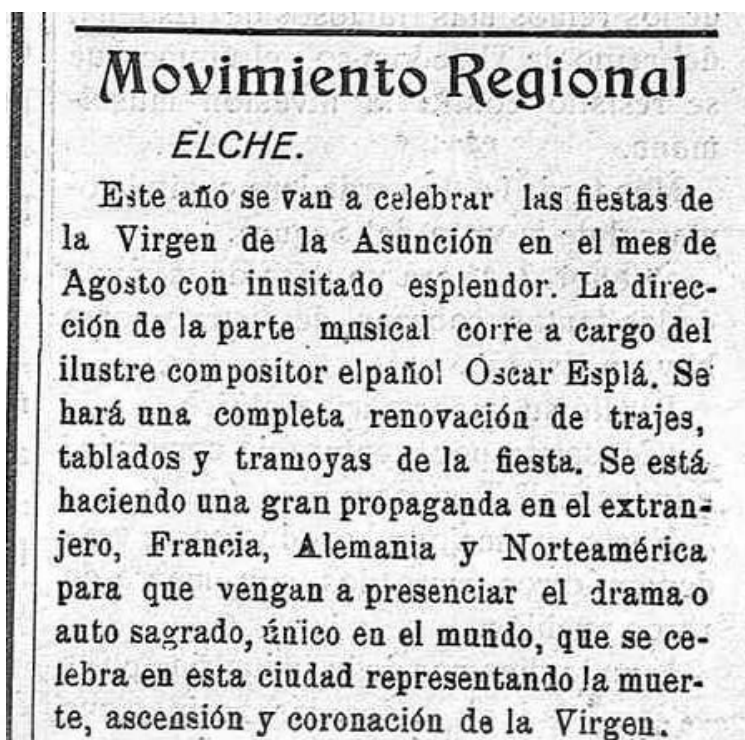 Movimiento Regional
ELCHE.
Este año se van a celebrar las fiestas de
la Virgen de la Asunción en el mes de
Agosto con inusitado esplendor. La direc-
ción de la parte musical corre a cargo del
ilustre compositor elpañol Oscar Esplá. Se
hará una completa renovación de trajes,
tablados y tramoyas de la fiesta. Se está
haciendo una gran propaganda en el extran-
jero, Francia, Alemania y Norteamérica
para que vengan a presenciar el drama o
auto sagrado, único en el mundo, que se ce-
lebra en esta ciudad representando la muer-
te, ascensión y coronación de la Virgen.